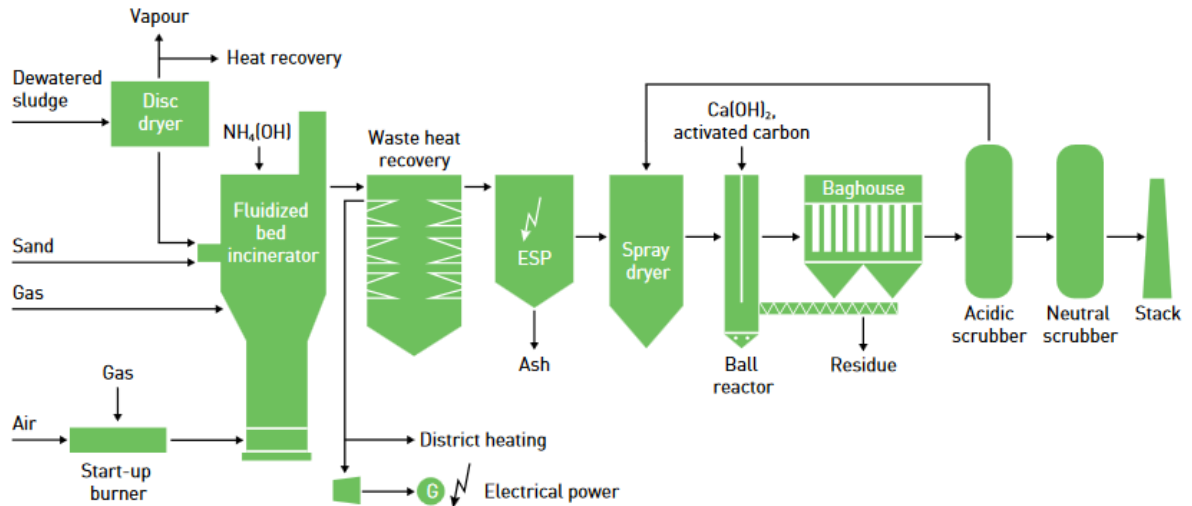 Vapour
Heat recovery
Dewatered
sludge
Disc
dryer
NH₄(OH)
Waste heat
recovery
Ca(OH)₂,
activated carbon
Fluidized
bed
incinerator
Sand
Gas
ESP
Spray
dryer
Baghouse
Acidic
scrubber
Neutral
scrubber
Stack
Ash
Ball
reactor
Residue
Gas
Air
Start-up
burner
District heating
G
Electrical power